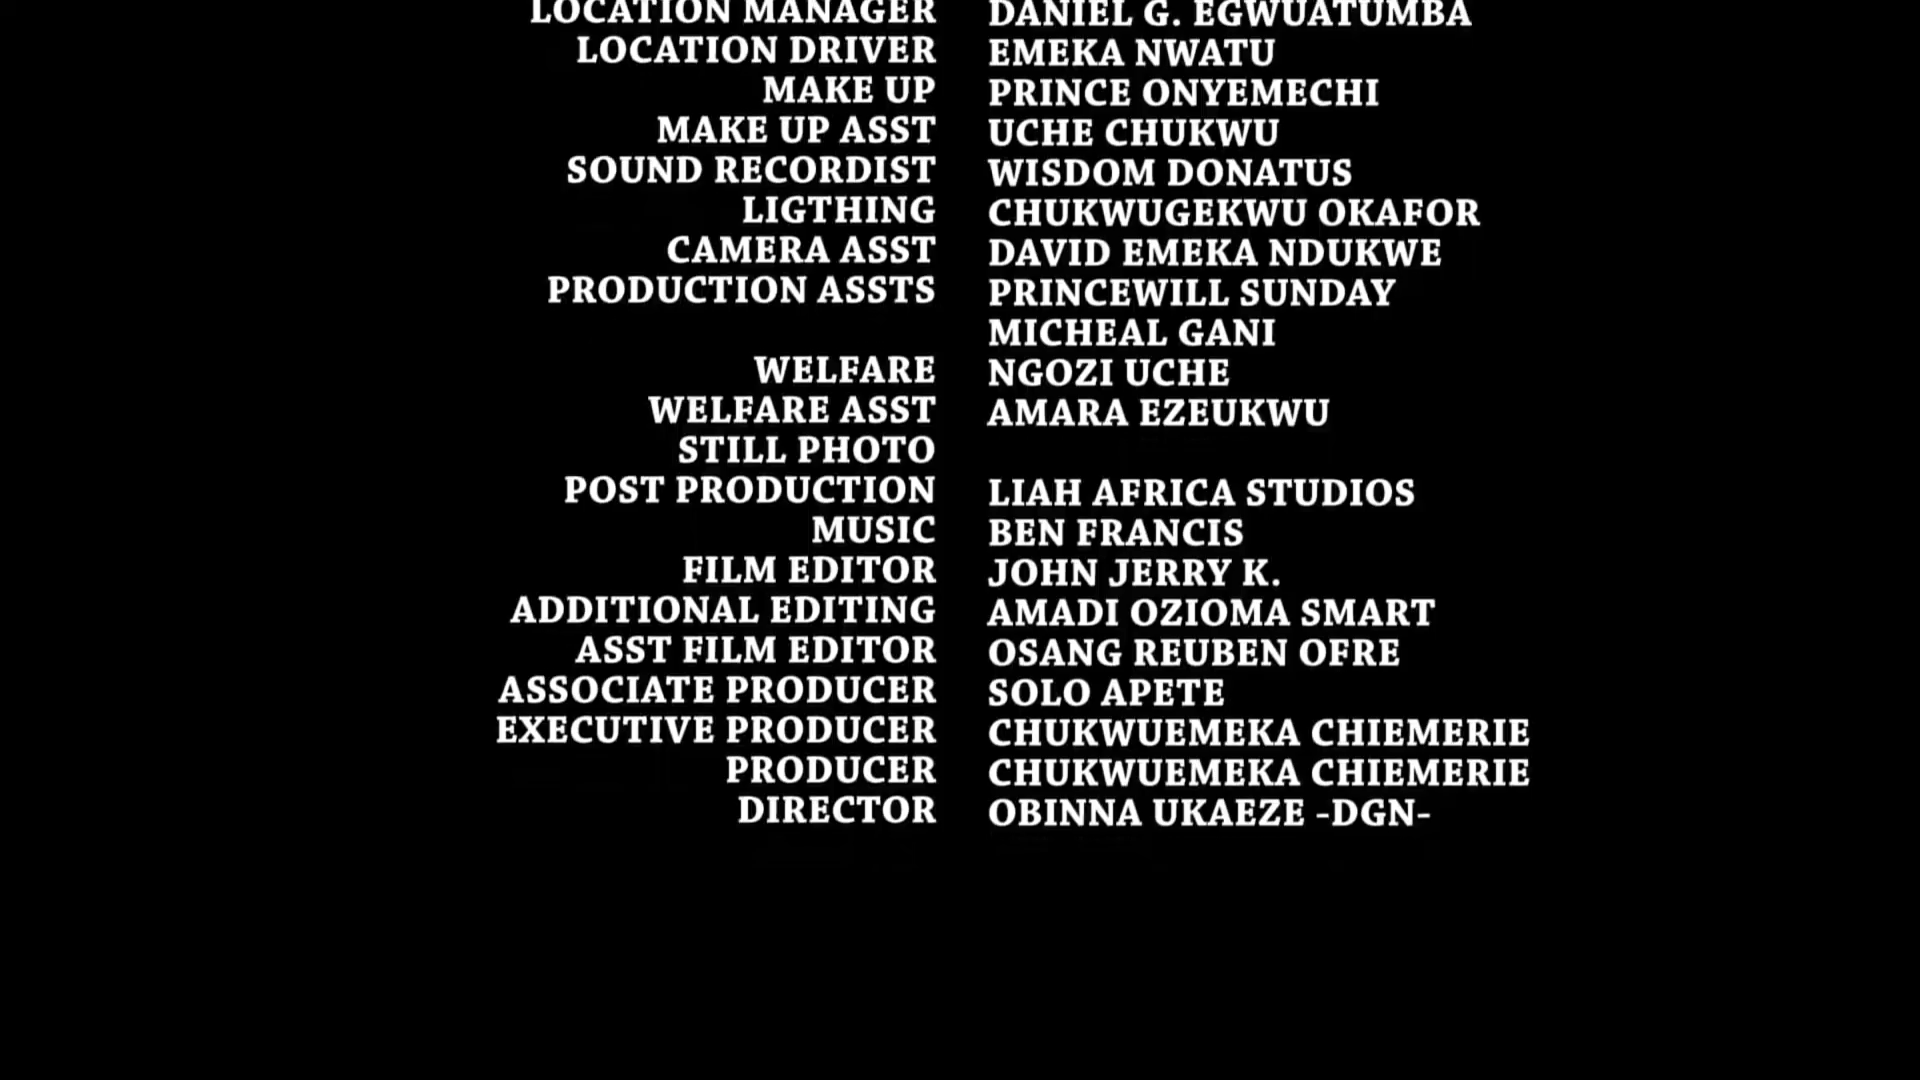 LOCATION MANAGER DANIEL G. EGWUATUMBA
LOCATION DRIVER EMEKA NWATU
MAKE UP PRINCE ONYEMECHI
MAKE UP ASST UCHE CHUKWU
SOUND RECORDIST WISDOM DONATUS
LIGTHING CHUKWUGEKWU OKAFOR
CAMERA ASST DAVID EMEKA NDUKWE
PRODUCTION ASSTS PRINCEWILL SUNDAY
MICHEAL GANI
WELFARE NGOZI UCHE
WELFARE ASST AMARA EZEUKWU
STILL PHOTO
POST PRODUCTION LIAH AFRICA STUDIOS
MUSIC BEN FRANCIS
FILM EDITOR JOHN JERRY K.
ADDITIONAL EDITING AMADI OZIOMA SMART
ASST FILM EDITOR OSANG REUBEN OFRE
ASSOCIATE PRODUCER SOLO APETE
EXECUTIVE PRODUCER CHUKWUEMEKA CHIEMERIE
PRODUCER CHUKWUEMEKA CHIEMERIE
DIRECTOR OBINNA UKAEZE -DGN-